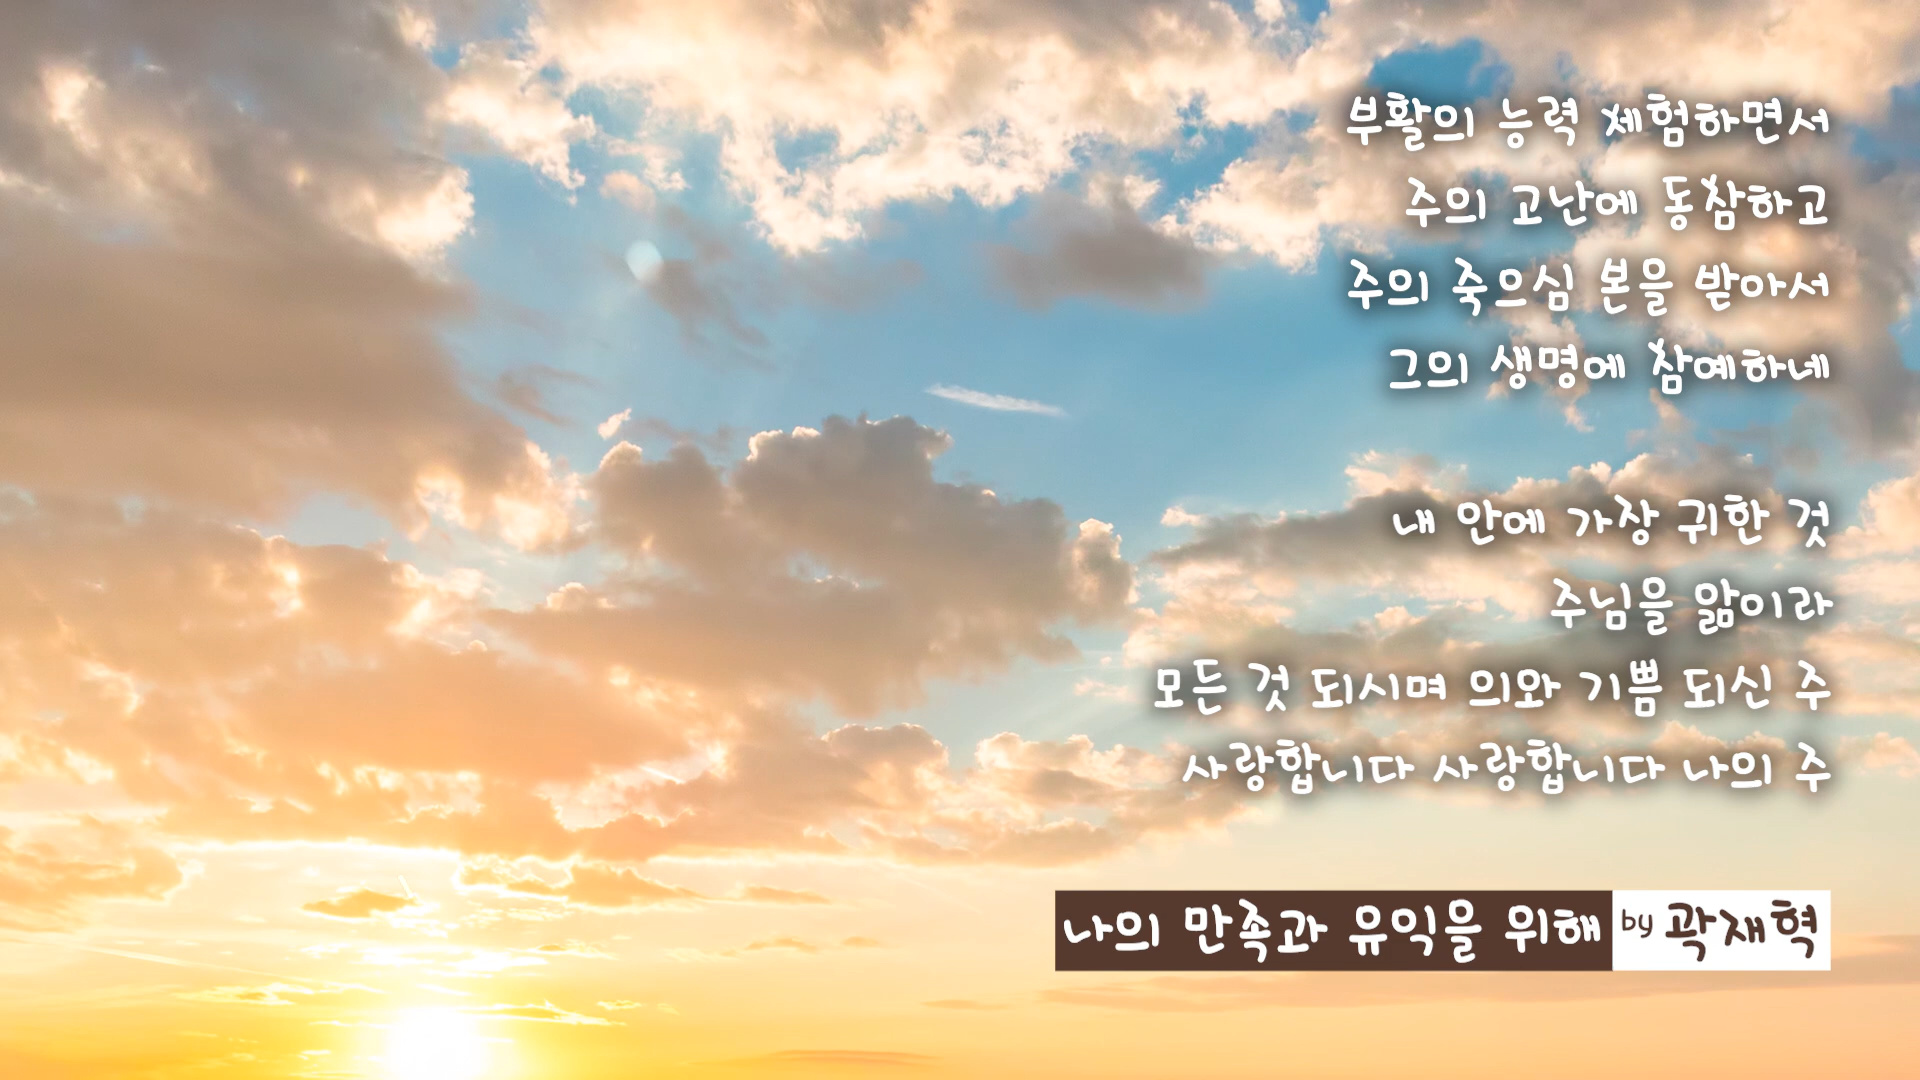 부활의 능력 체험하면서
주의 고난에 동참하고
주의 죽으심 본을 받아서
그의 생명에 참예하네
내 안에 가장 귀한 것
주님을 앎이라
모든 것 되시며 의와 기쁨 되신 주
사랑합니다 사랑합니다 나의 주
나의 만족과 유익을 위해 by 곽재혁